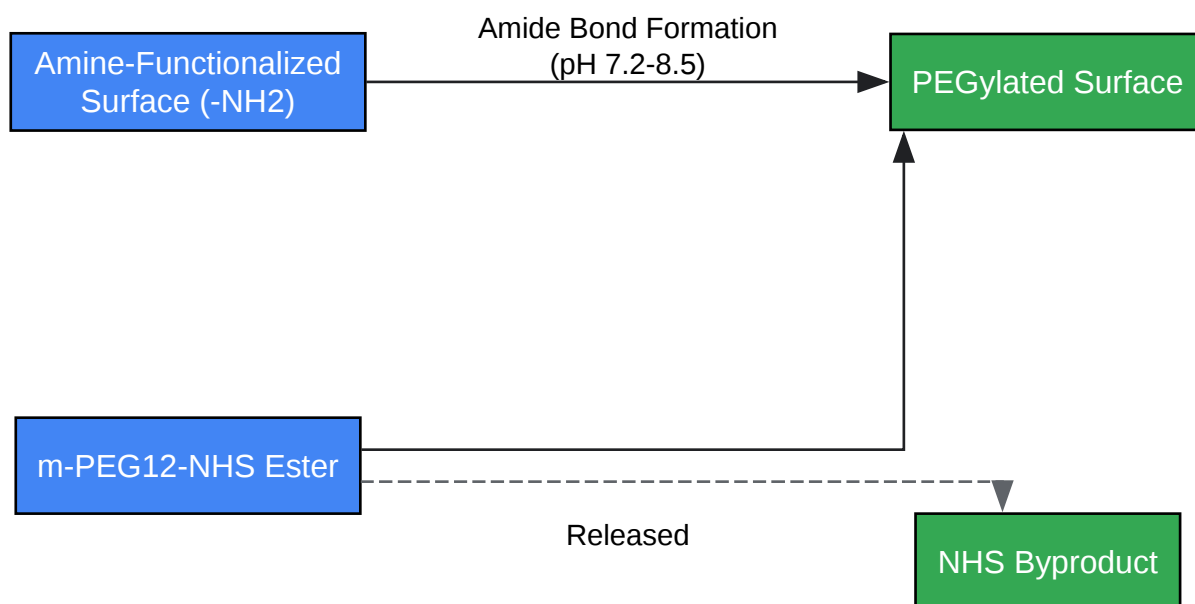 Amide Bond Formation
(pH 7.2-8.5)
Amine-Functionalized
Surface (-NH2)
PEGylated Surface
m-PEG12-NHS Ester
Released
NHS Byproduct